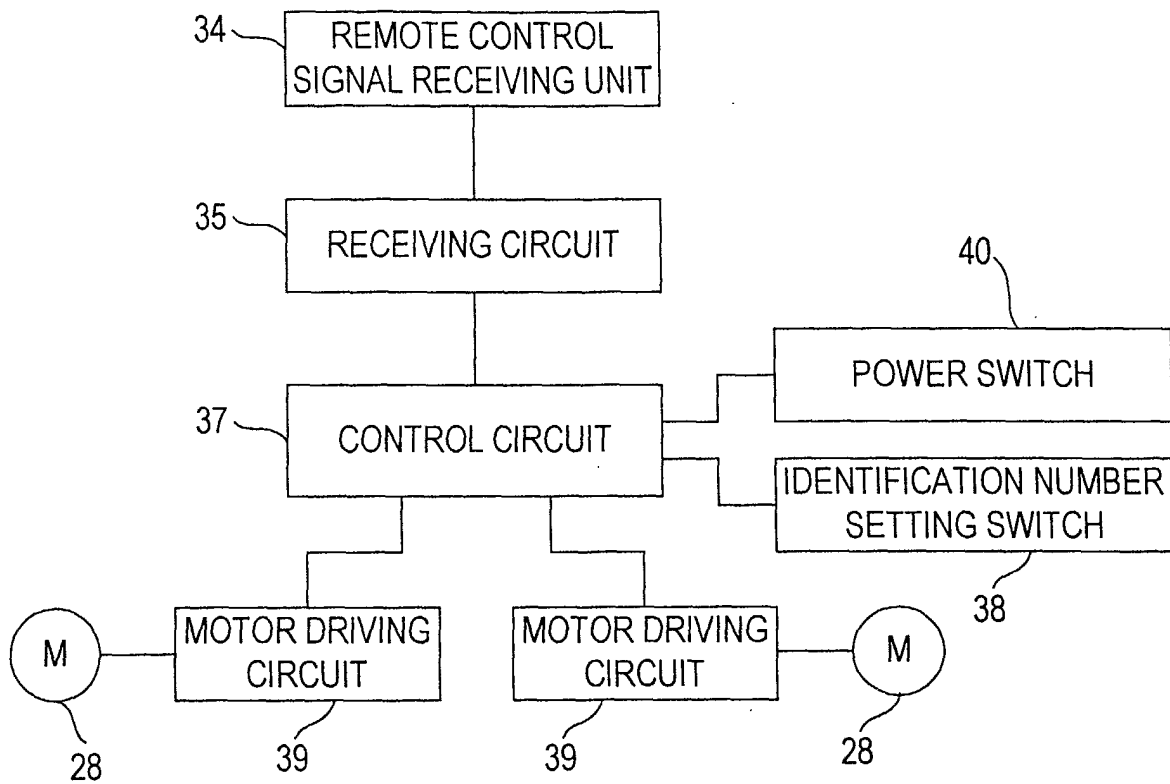 34
REMOTE CONTROL
SIGNAL RECEIVING UNIT
35
RECEIVING CIRCUIT
40
POWER SWITCH
37
CONTROL CIRCUIT
IDENTIFICATION NUMBER
SETTING SWITCH
38
M
MOTOR DRIVING
CIRCUIT
MOTOR DRIVING
CIRCUIT
M
28
39
39
28